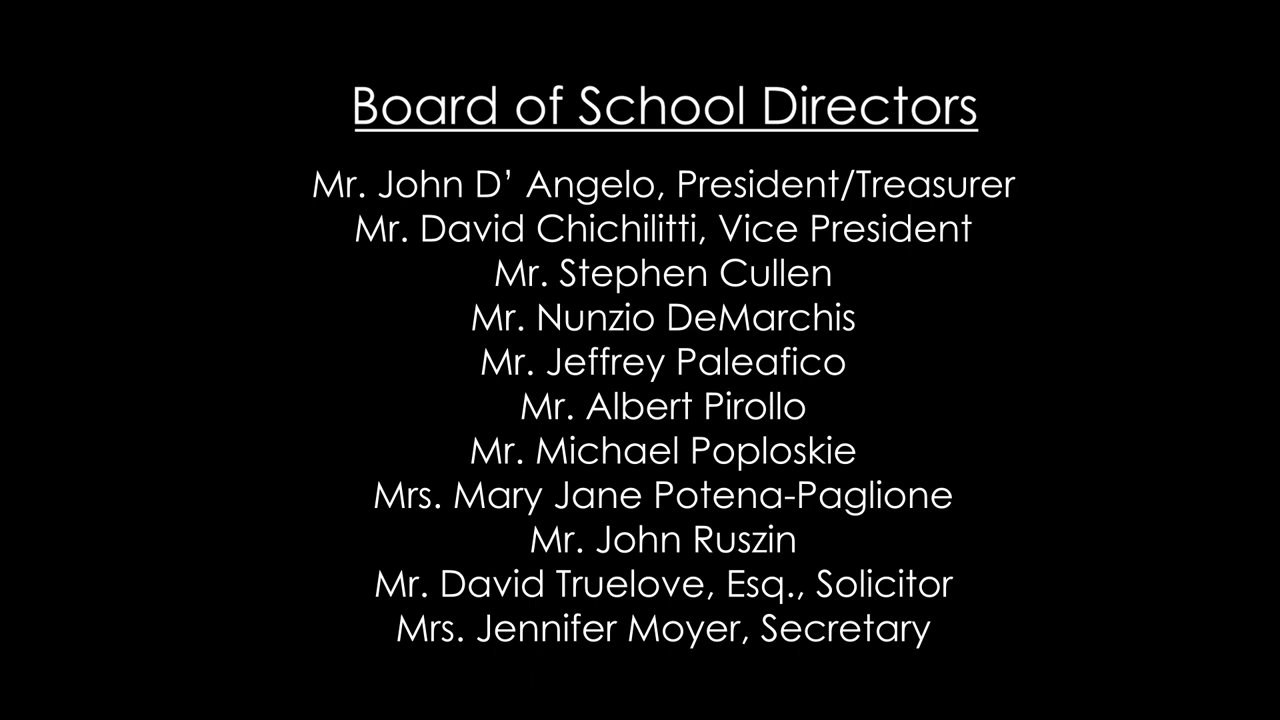 Board of School Directors
Mr. John D’ Angelo, President/Treasurer
Mr. David Chichilitti, Vice President
Mr. Stephen Cullen
Mr. Nunzio DeMarchis
Mr. Jeffrey Paleafico
Mr. Albert Pirollo
Mr. Michael Poploskie
Mrs. Mary Jane Potena-Paglione
Mr. John Ruszin
Mr. David Truelove, Esq., Solicitor
Mrs. Jennifer Moyer, Secretary